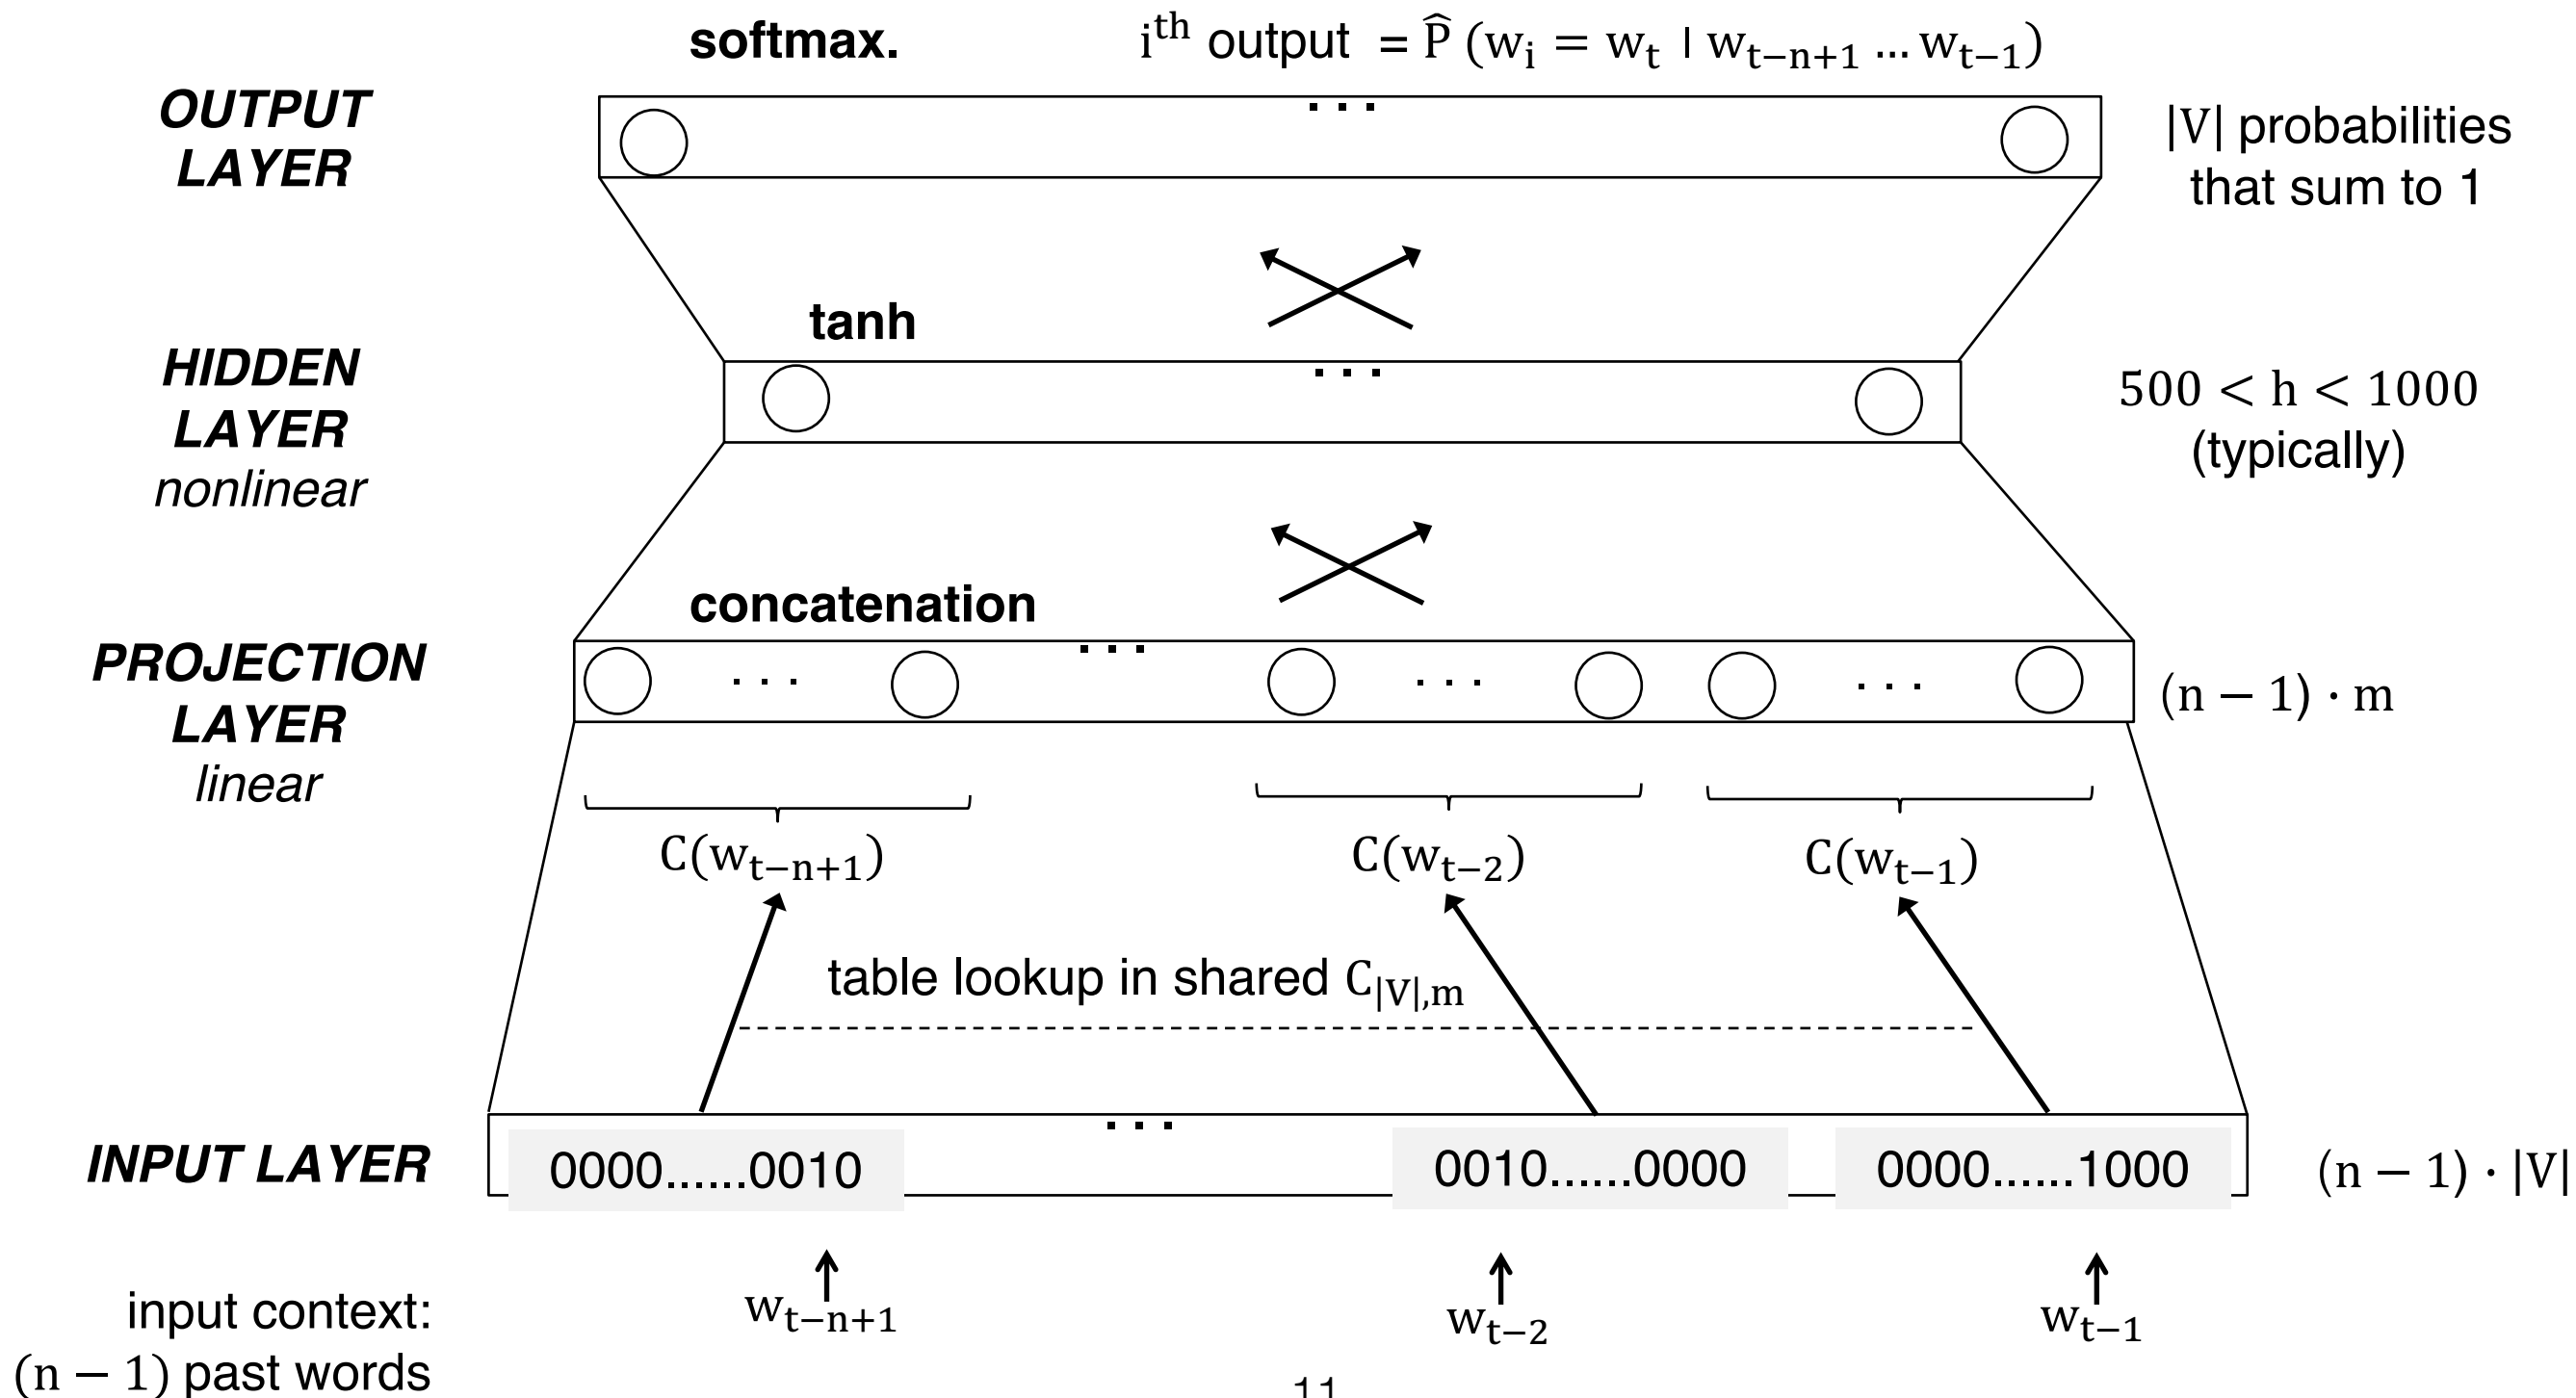 softmax.
iᵗʰ output = P̂ (wᵢ = wₜ | wₜ₋ₙ₊₁ ... wₜ₋₁)
OUTPUT
LAYER
. . .
|V| probabilities
that sum to 1
tanh
HIDDEN
LAYER
nonlinear
. . .
500 < h < 1000
(typically)
concatenation
PROJECTION
LAYER
linear
. . . . . . . . . . . .
(n − 1) · m
C(wₜ₋ₙ₊₁) C(wₜ₋₂) C(wₜ₋₁)
table lookup in shared C_|V|,m
INPUT LAYER
0000......0010 . . . 0010......0000 0000......1000
(n − 1) · |V|
input context:
(n − 1) past words
wₜ₋ₙ₊₁ wₜ₋₂ wₜ₋₁
11